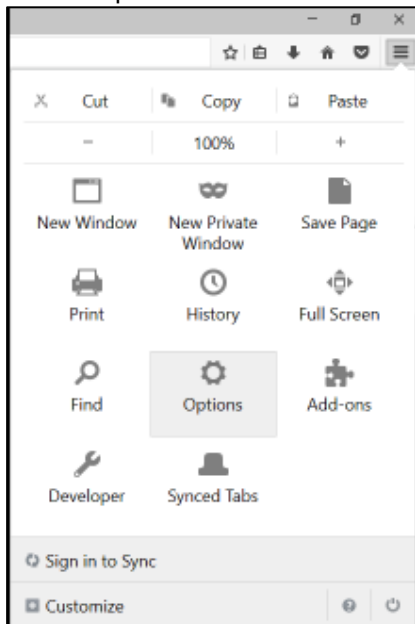 Cut Copy Paste
− 100% +
New Window New Private Window Save Page
Print History Full Screen
Find Options Add-ons
Developer Synced Tabs
Sign in to Sync
Customize